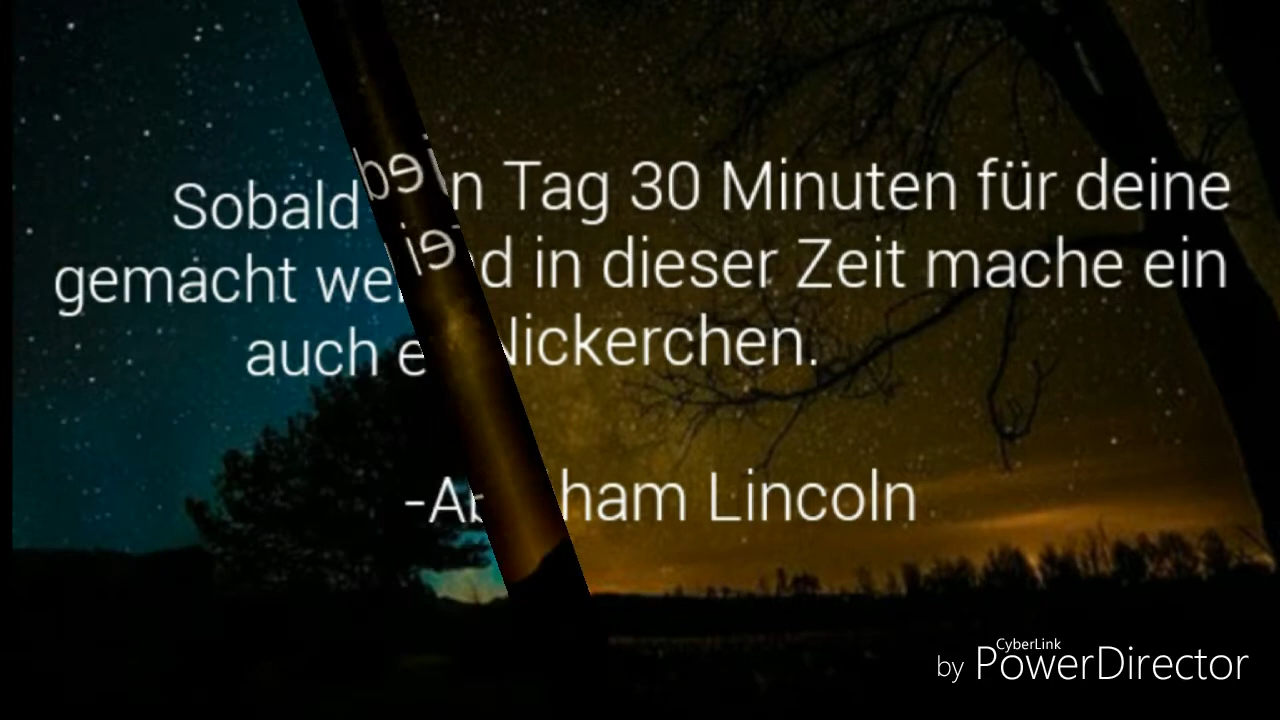 Sobald n Tag 30 Minuten für deine
gemacht we d in dieser Zeit mache ein
auch e Nickerchen.
-Ab ham Lincoln
CyberLink
by PowerDirector